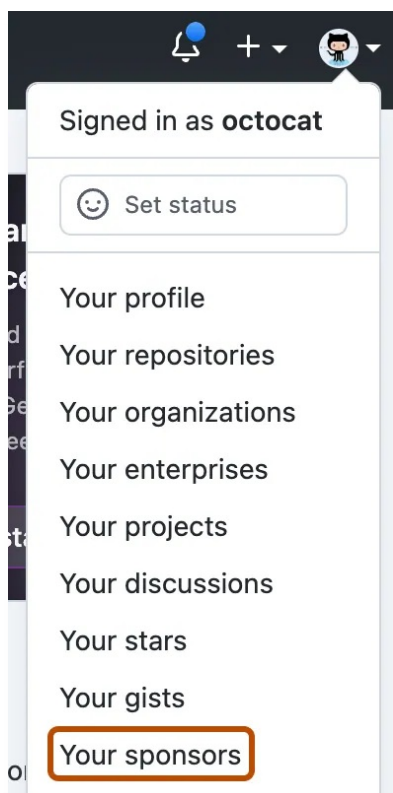 Signed in as octocat
Set status
Your profile
Your repositories
Your organizations
Your enterprises
Your projects
Your discussions
Your stars
Your gists
Your sponsors